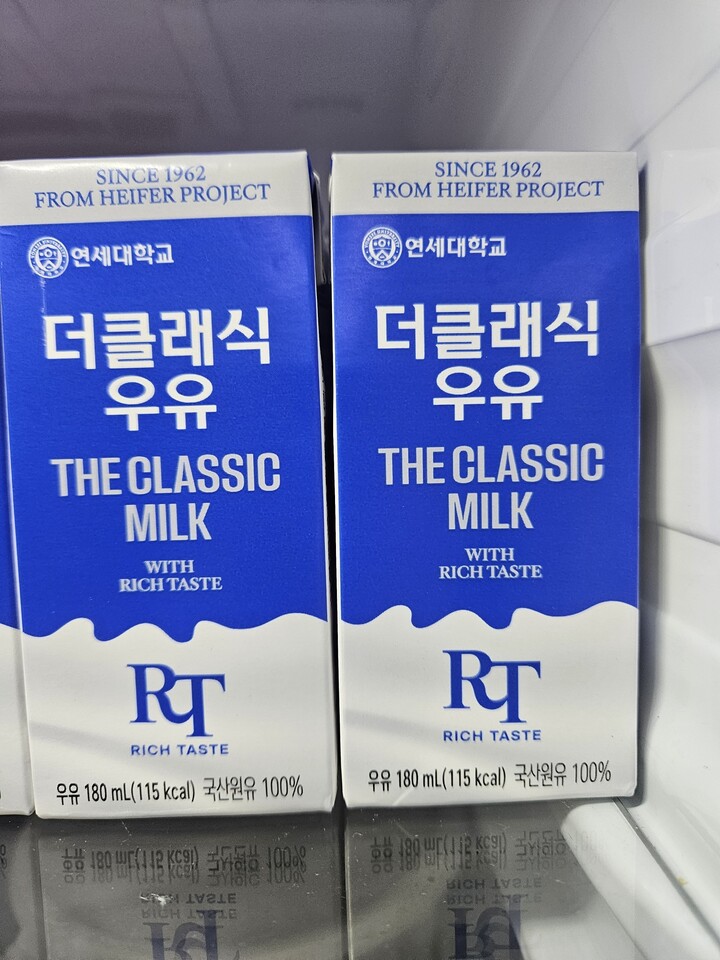 SINCE 1962
FROM HEIFER PROJECT
연세대학교
더클래식
우유
THE CLASSIC
MILK
WITH
RICH TASTE
RT
RICH TASTE
우유 180 mL(115 kcal) 국산원유 100%
SINCE 1962
FROM HEIFER PROJECT
연세대학교
더클래식
우유
THE CLASSIC
MILK
WITH
RICH TASTE
RT
RICH TASTE
우유 180 mL(115 kcal) 국산원유 100%